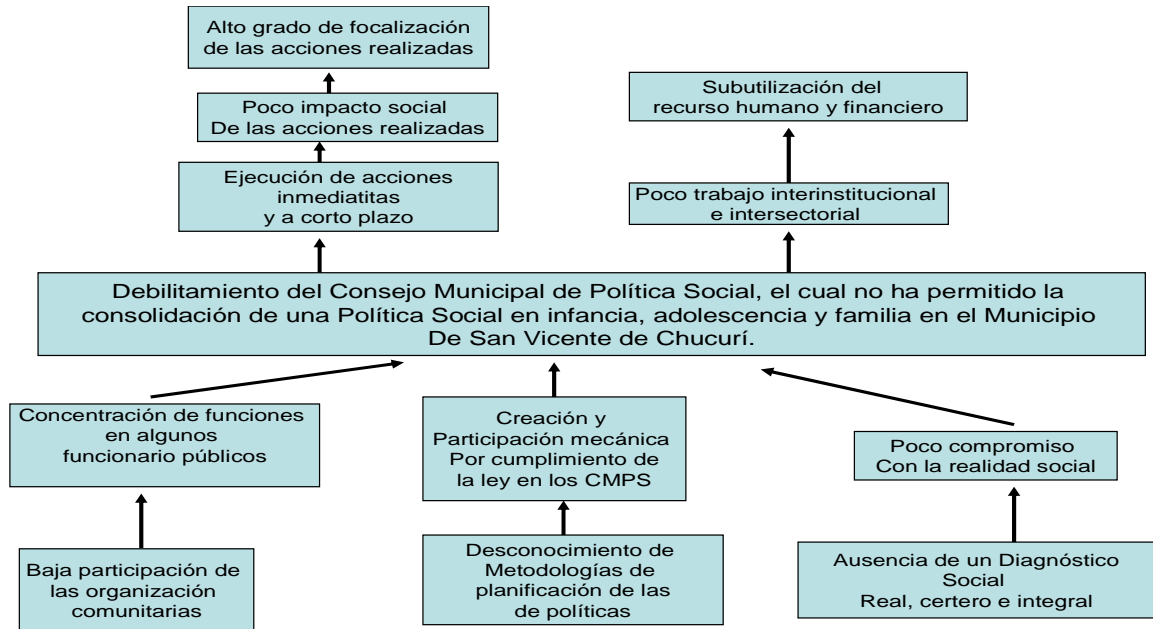 Alto grado de focalización
de las acciones realizadas
Poco impacto social
De las acciones realizadas
Ejecución de acciones
inmediatitas
y a corto plazo
Subutilización del
recurso humano y financiero
Poco trabajo interinstitucional
e intersectorial
Debilitamiento del Consejo Municipal de Política Social, el cual no ha permitido la
consolidación de una Política Social en infancia, adolescencia y familia en el Municipio
De San Vicente de Chucurí.
Concentración de funciones
en algunos
funcionario públicos
Creación y
Participación mecánica
Por cumplimiento de
la ley en los CMPS
Poco compromiso
Con la realidad social
Baja participación de
las organización
comunitarias
Desconocimiento de
Metodologías de
planificación de las
de políticas
Ausencia de un Diagnóstico
Social
Real, certero e integral